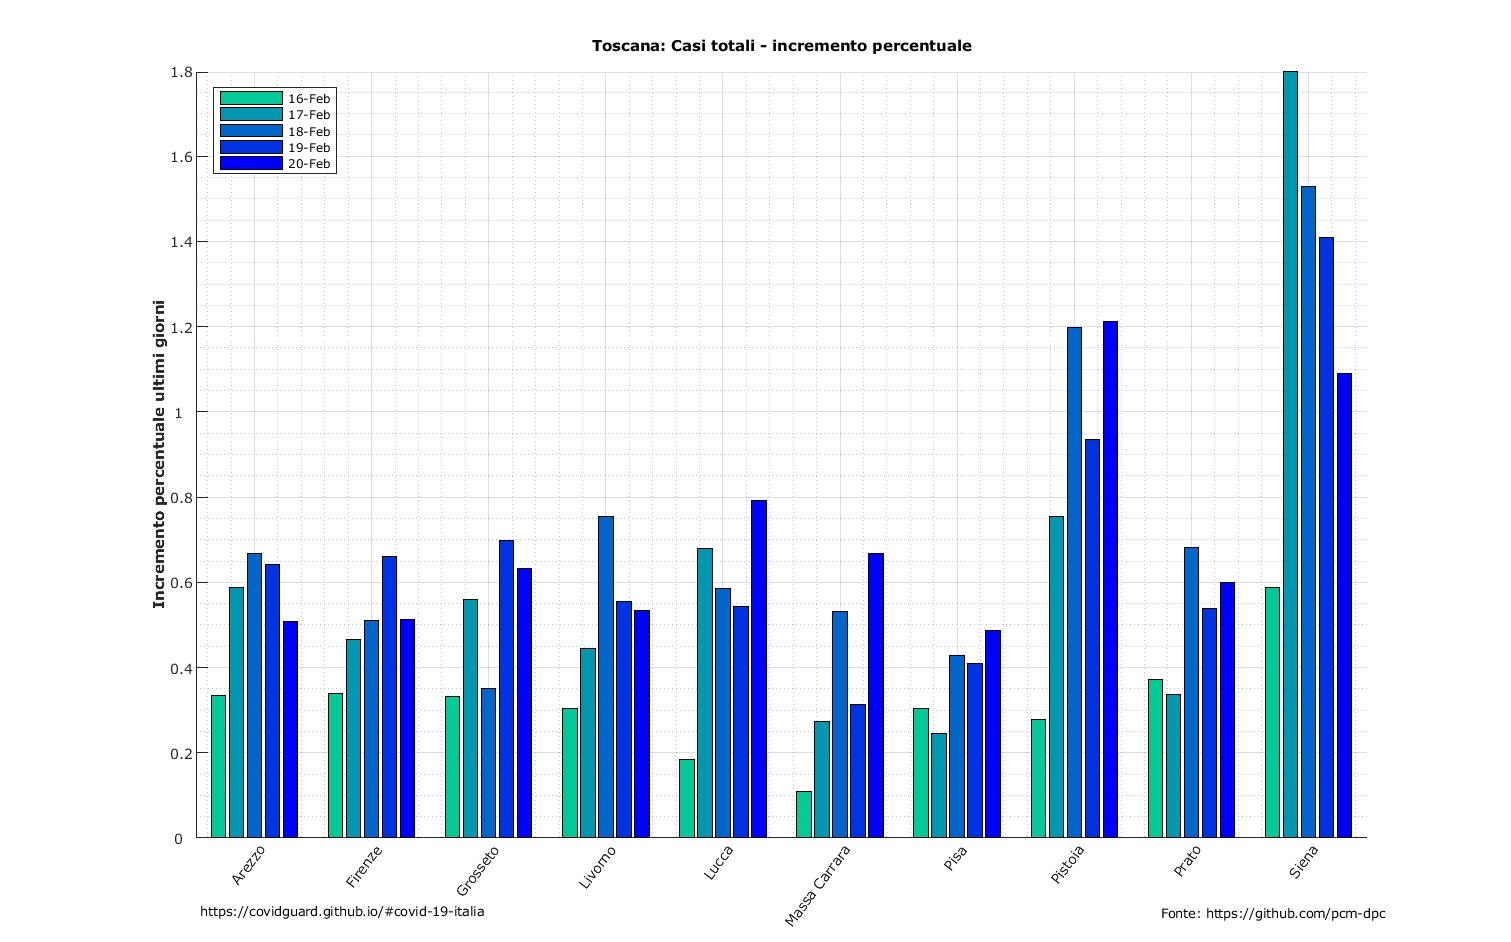 Toscana: Casi totali - incremento percentuale
Incremento percentuale ultimi giorni
1.8
1.6
1.4
1.2
1
0.8
0.6
0.4
0.2
0
16-Feb
17-Feb
18-Feb
19-Feb
20-Feb
Arezzo
Firenze
Grosseto
Livorno
Lucca
Massa Carrara
Pisa
Pistoia
Prato
Siena
https://covidguard.github.io/#covid-19-italia
Fonte: https://github.com/pcm-dpc